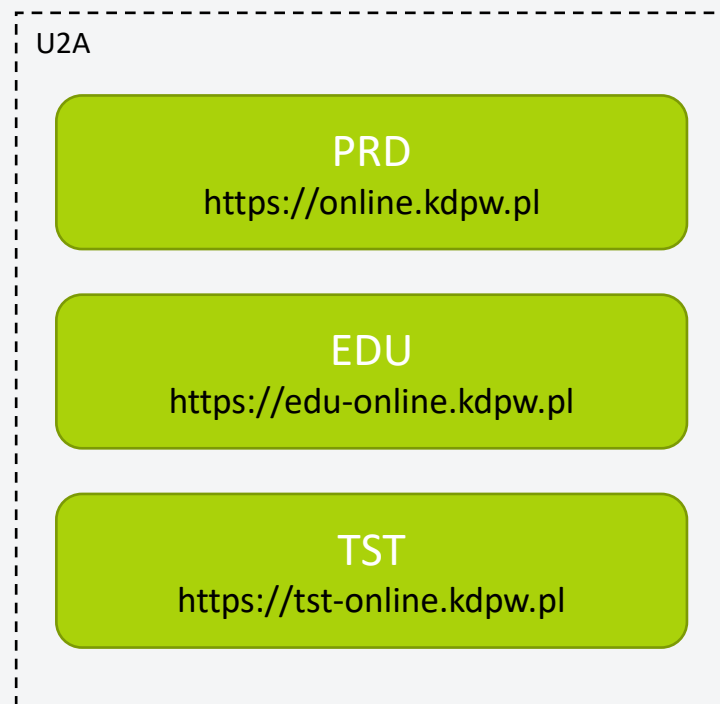 U2A
PRD
https://online.kdpw.pl
EDU
https://edu-online.kdpw.pl
TST
https://tst-online.kdpw.pl